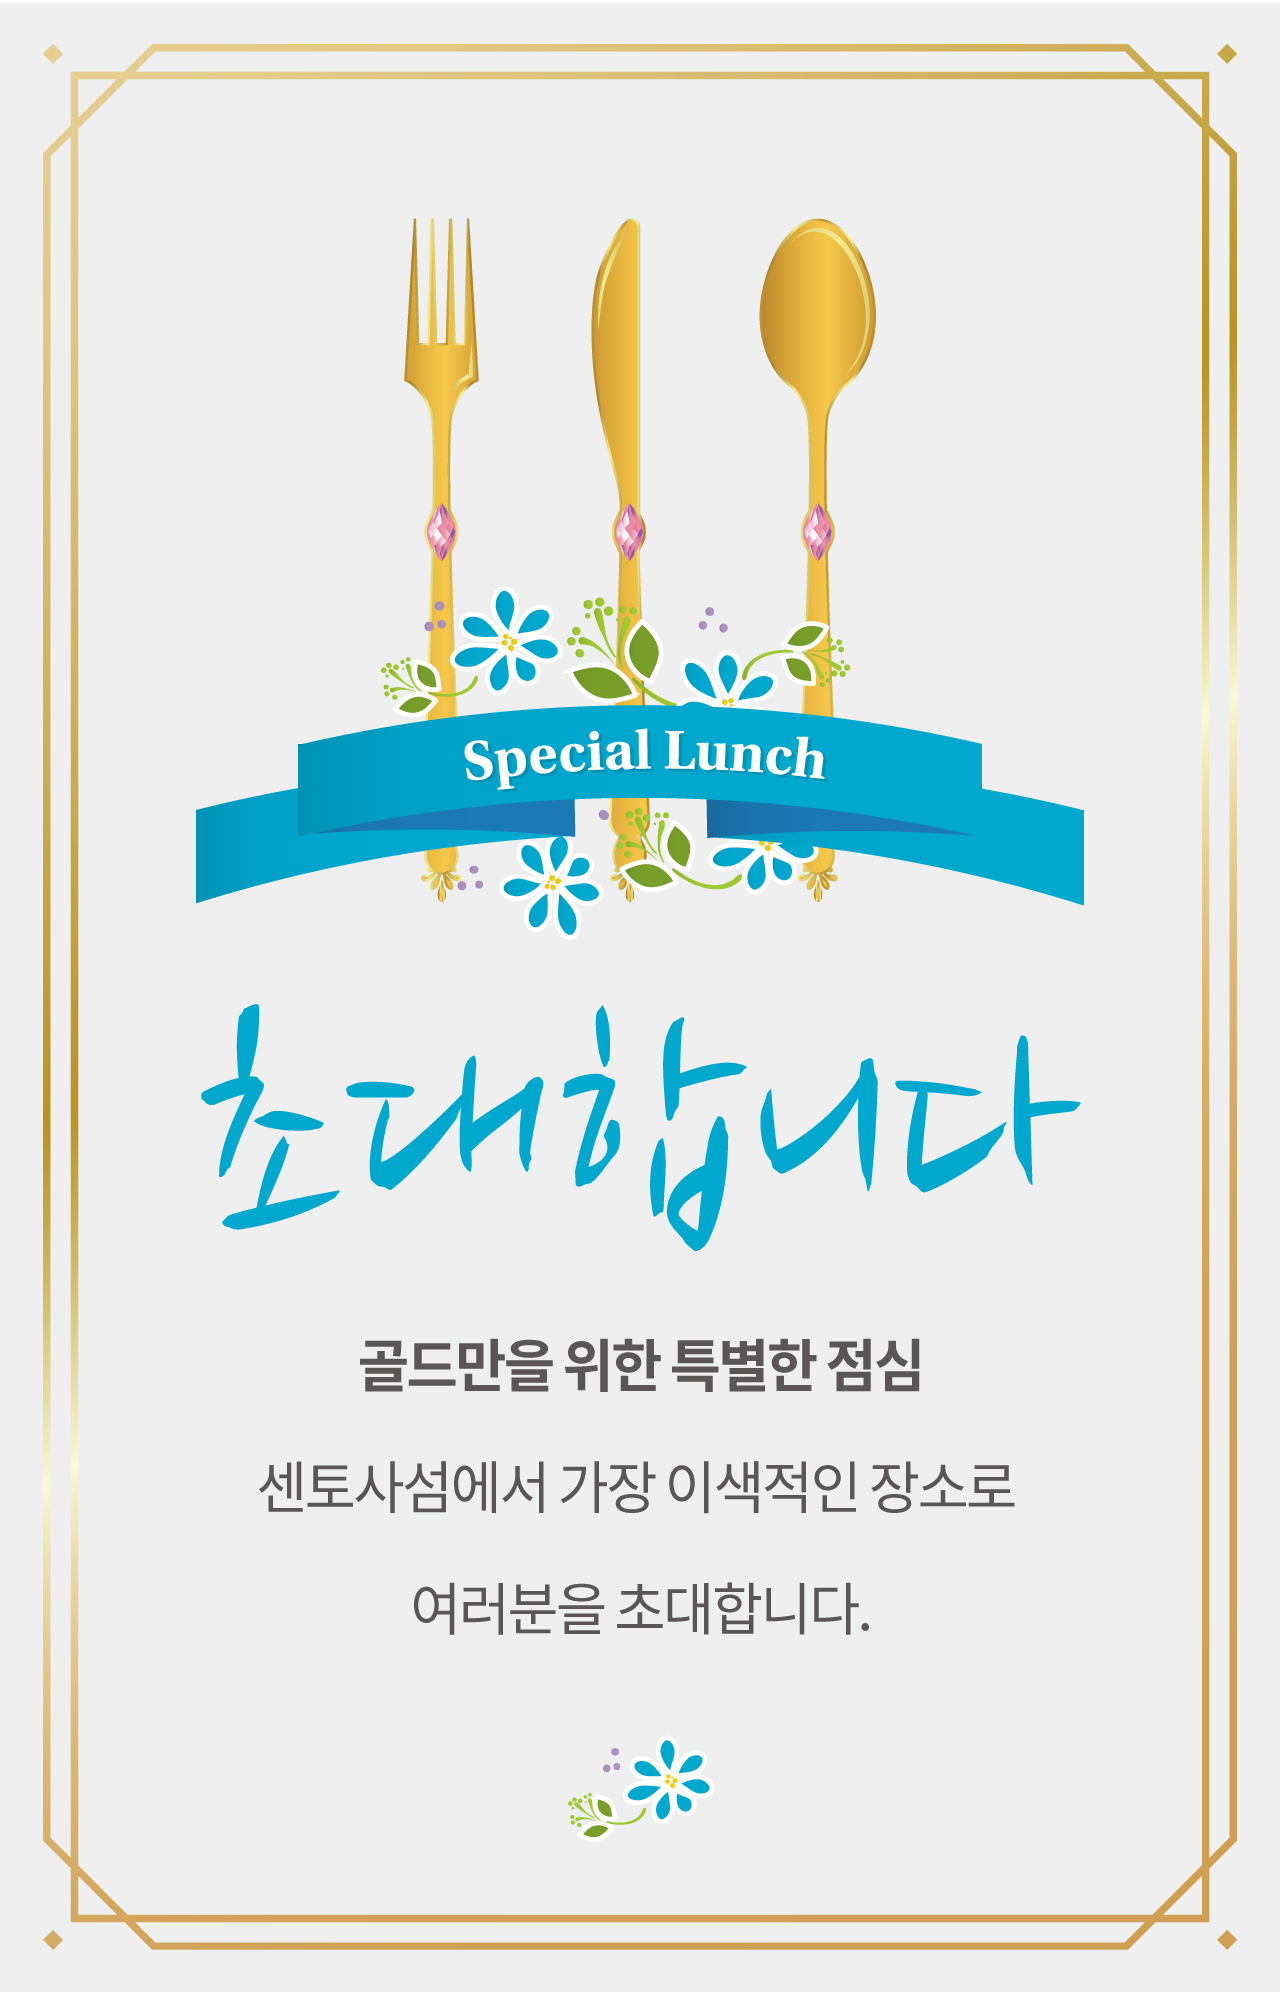 Special Lunch
초대합니다
골드만을 위한 특별한 점심
센토사섬에서 가장 이색적인 장소로
여러분을 초대합니다.